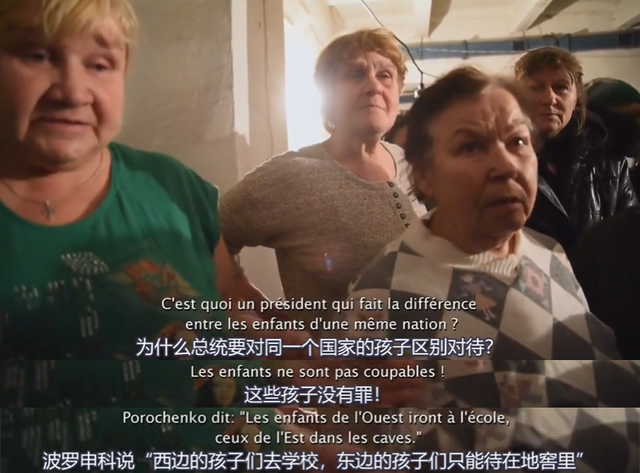 C'est quoi un président qui fait la différence
entre les enfants d'une même nation ?
为什么总统要对同一个国家的孩子区别对待？
Les enfants ne sont pas coupables !
这些孩子没有罪！
Porochenko dit: "Les enfants de l'Ouest iront à l'école,
ceux de l'Est dans les caves."
波罗申科说“西边的孩子们去学校，东边的孩子们只能待在地窖里”